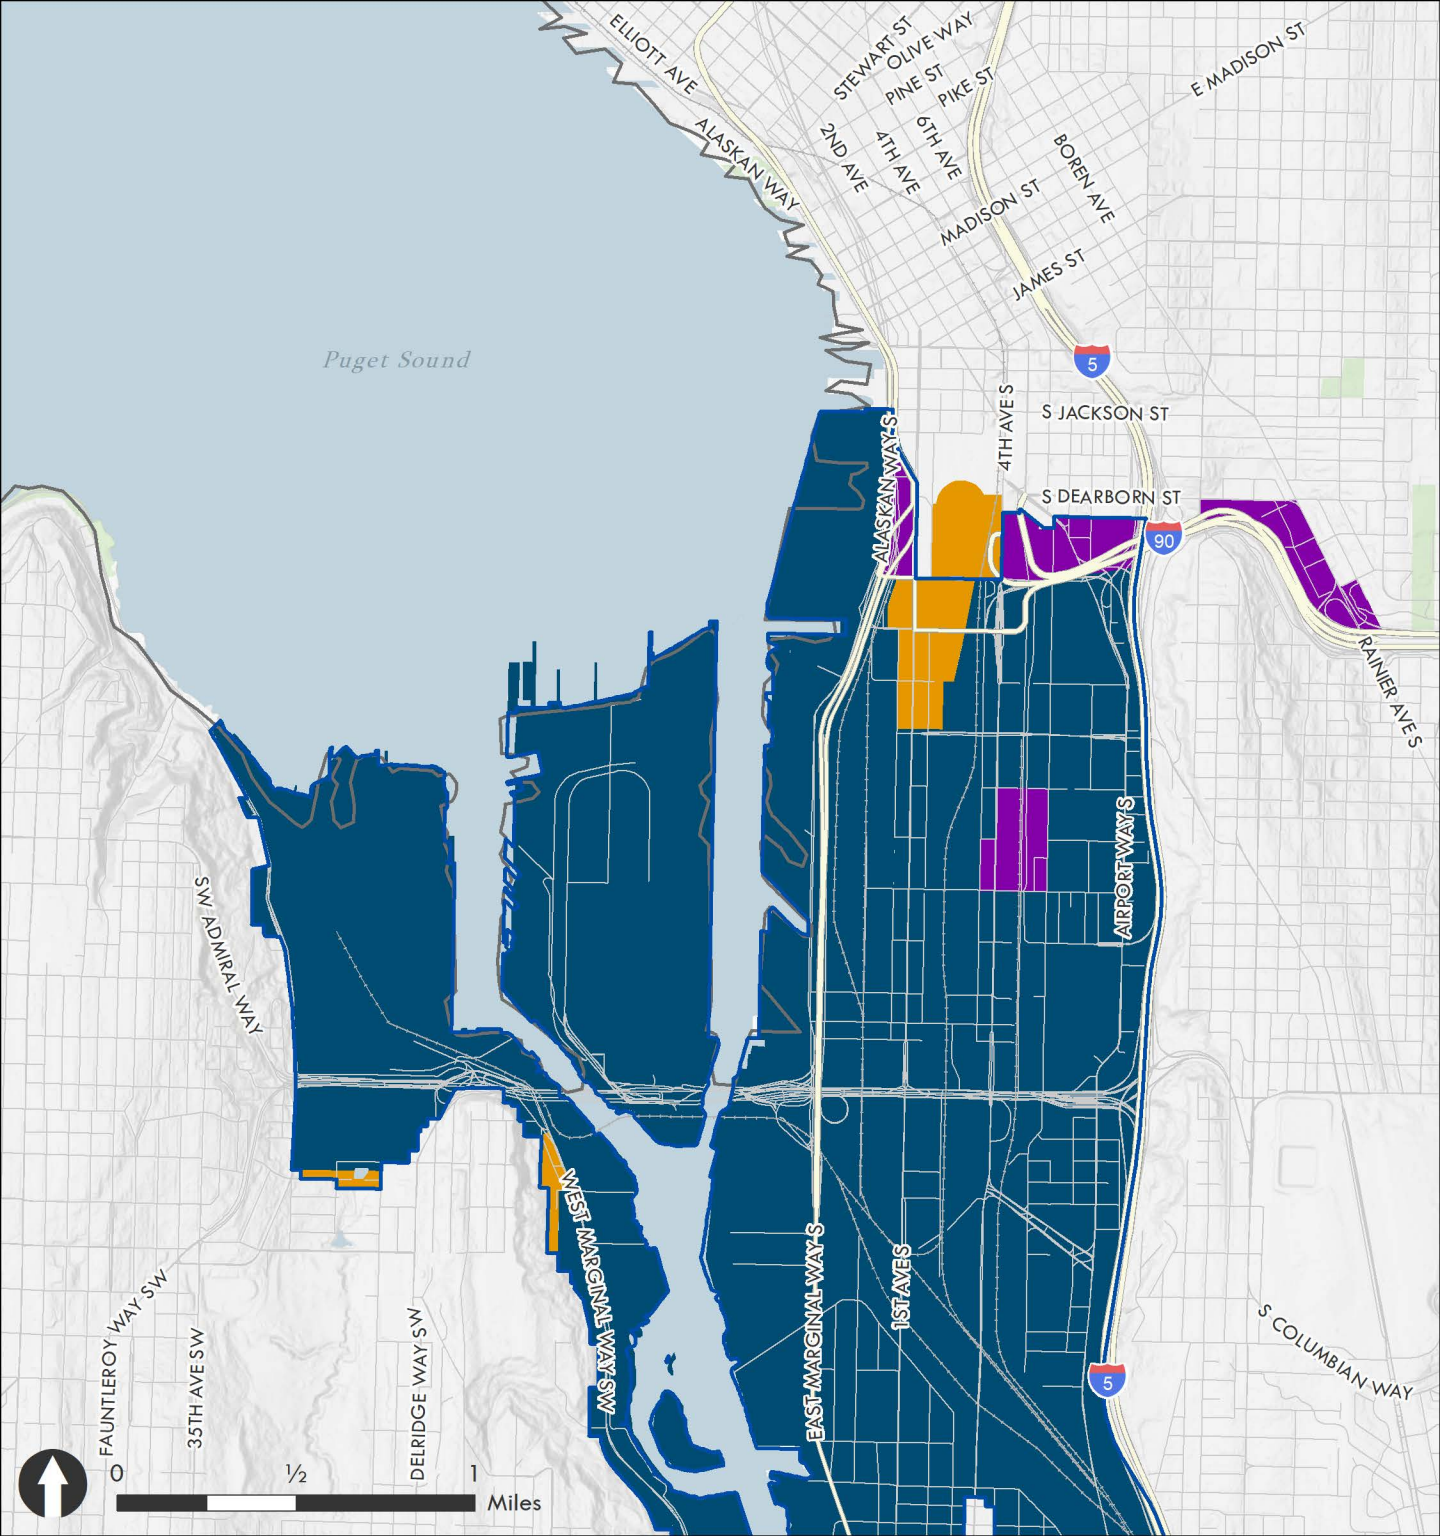 ELLIOTT AVE
STEWART ST
OLIVE WAY
PINE ST
PIKE ST
E MADISON ST
ALASKAN WAY
2ND AVE
4TH AVE
6TH AVE
BOREN AVE
MADISON ST
JAMES ST
Puget Sound
5
4TH AVE S
S JACKSON ST
ALASKAN WAY S
S DEARBORN ST
90
RAINIER AVE S
AIRPORT WAY S
SW ADMIRAL WAY
WEST MARGINAL WAY SW
EAST MARGINAL WAY S
1ST AVE S
FAUNTLEROY WAY SW
35TH AVE SW
DELRIDGE WAY SW
S COLUMBIAN WAY
5
0 ½ 1
Miles